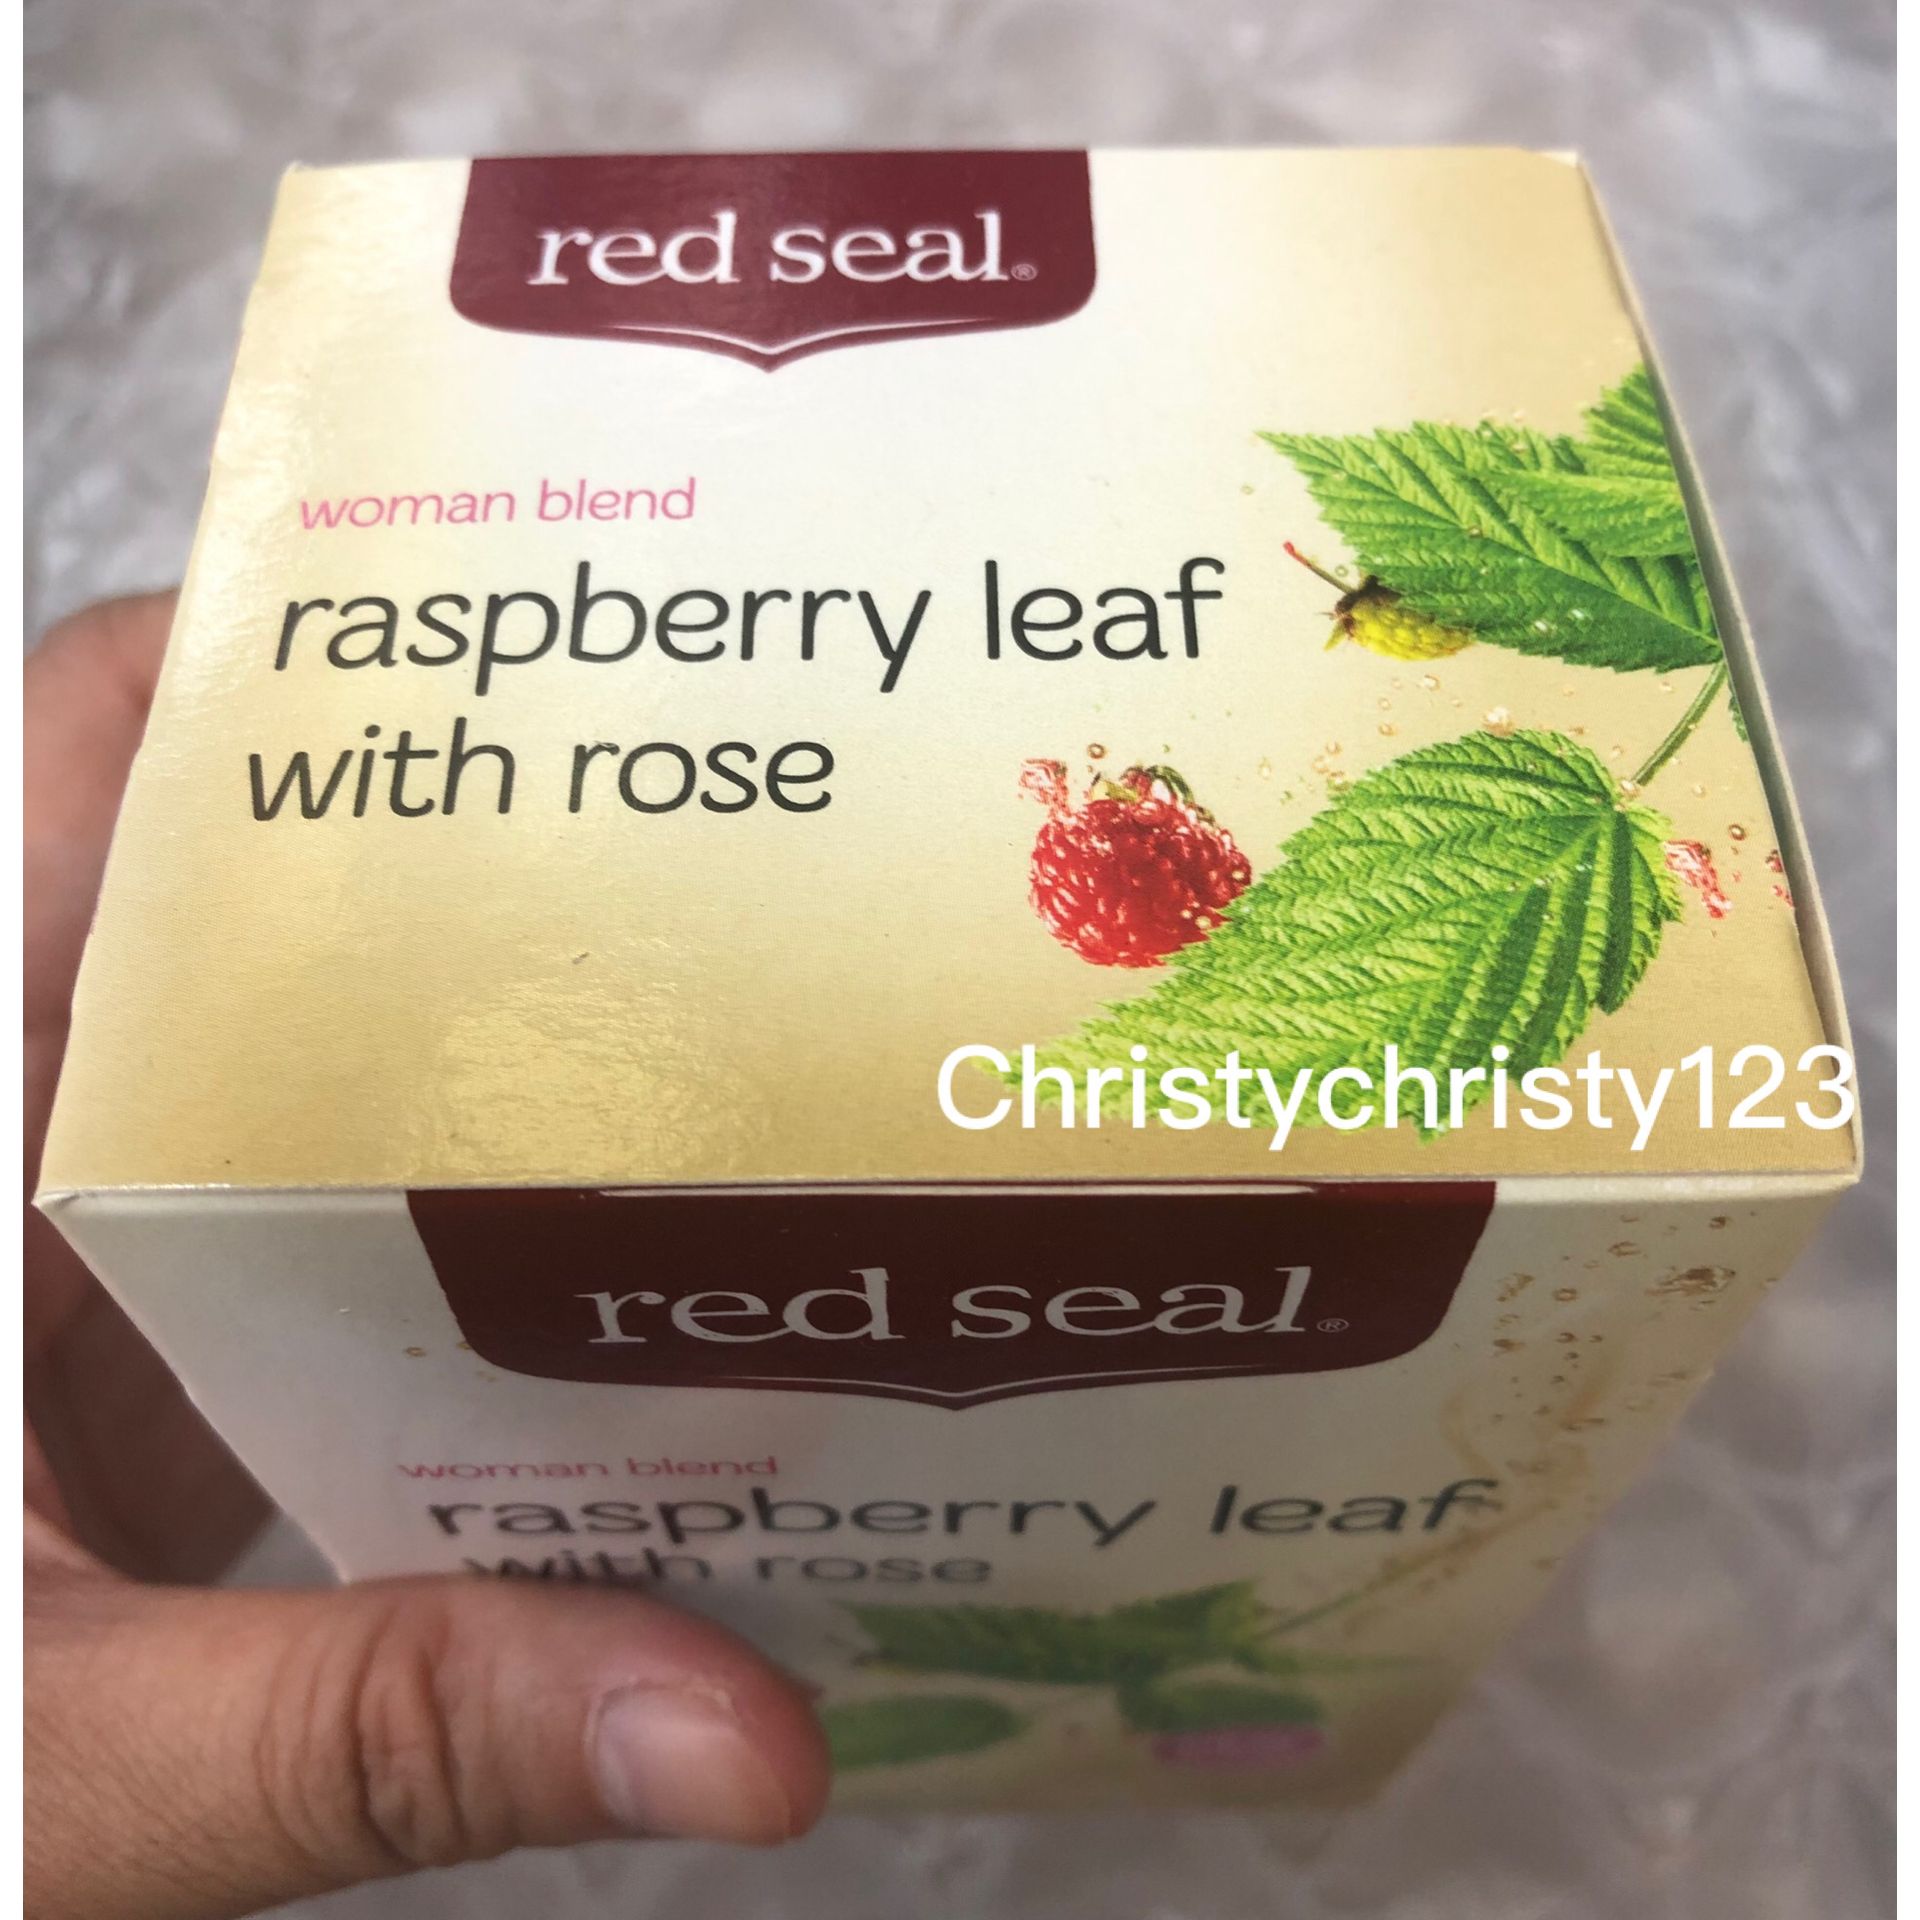 red seal®
woman blend
raspberry leaf
with rose
Christychristy123
red seal®
woman blend
raspberry leaf
with rose